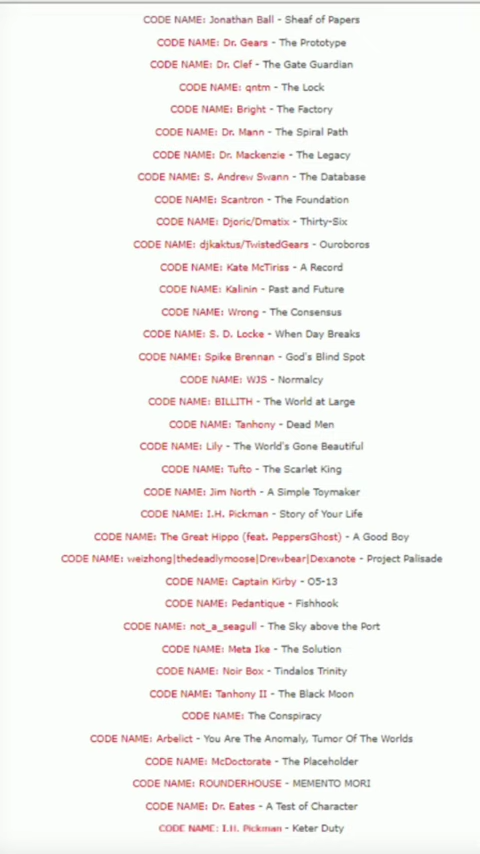 CODE NAME: Jonathan Ball - Sheaf of Papers
CODE NAME: Dr. Gears - The Prototype
CODE NAME: Dr. Clef - The Gate Guardian
CODE NAME: qntm - The Lock
CODE NAME: Bright - The Factory
CODE NAME: Dr. Mann - The Spiral Path
CODE NAME: Dr. Mackenzie - The Legacy
CODE NAME: S. Andrew Swann - The Database
CODE NAME: Scantron - The Foundation
CODE NAME: Djoric/Dmatix - Thirty-Six
CODE NAME: djkaktus/TwistedGears - Ouroboros
CODE NAME: Kate McTiriss - A Record
CODE NAME: Kalinin - Past and Future
CODE NAME: Wrong - The Consensus
CODE NAME: S. D. Locke - When Day Breaks
CODE NAME: Spike Brennan - God's Blind Spot
CODE NAME: WJS - Normalcy
CODE NAME: BILLITH - The World at Large
CODE NAME: Tanhony - Dead Men
CODE NAME: Lily - The World's Gone Beautiful
CODE NAME: Tufto - The Scarlet King
CODE NAME: Jim North - A Simple Toymaker
CODE NAME: I.H. Pickman - Story of Your Life
CODE NAME: The Great Hippo (feat. PeppersGhost) - A Good Boy
CODE NAME: weizhong|thedeadlymoose|Drewbear|Dexanote - Project Palisade
CODE NAME: Captain Kirby - O5-13
CODE NAME: Pedantique - Fishhook
CODE NAME: not_a_seagull - The Sky above the Port
CODE NAME: Meta Ike - The Solution
CODE NAME: Noir Box - Tindalos Trinity
CODE NAME: Tanhony II - The Black Moon
CODE NAME: The Conspiracy
CODE NAME: Arbelict - You Are The Anomaly, Tumor Of The Worlds
CODE NAME: McDoctorate - The Placeholder
CODE NAME: ROUNDERHOUSE - MEMENTO MORI
CODE NAME: Dr. Eates - A Test of Character
CODE NAME: I.H. Pickman - Keter Duty